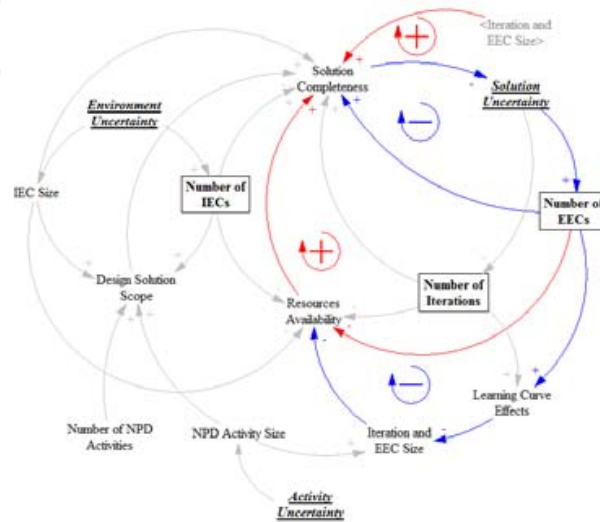 <Iteration and
EEC Size>
Solution
Completeness
Environment
Uncertainty
Solution
Uncertainty
IEC Size
Number of
IECs
Number of
EECs
Design Solution
Scope
Resources
Availability
Number of
Iterations
Learning Curve
Effects
Number of NPD
Activities
NPD Activity Size
Iteration and
EEC Size
Activity
Uncertainty